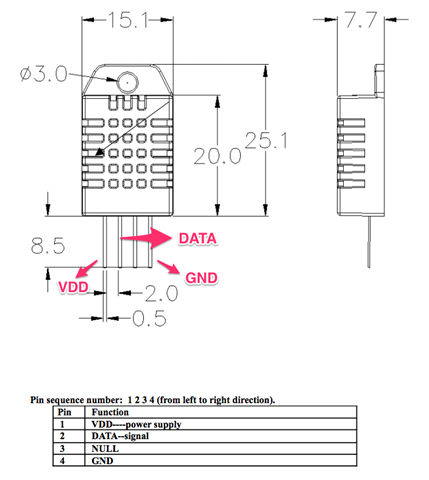 15.1
7.7
ø3.0
20.0
25.1
8.5
DATA
VDD
GND
2.0
0.5
Pin sequence number: 1 2 3 4 (from left to right direction).
Pin Function
1 VDD----power supply
2 DATA--signal
3 NULL
4 GND